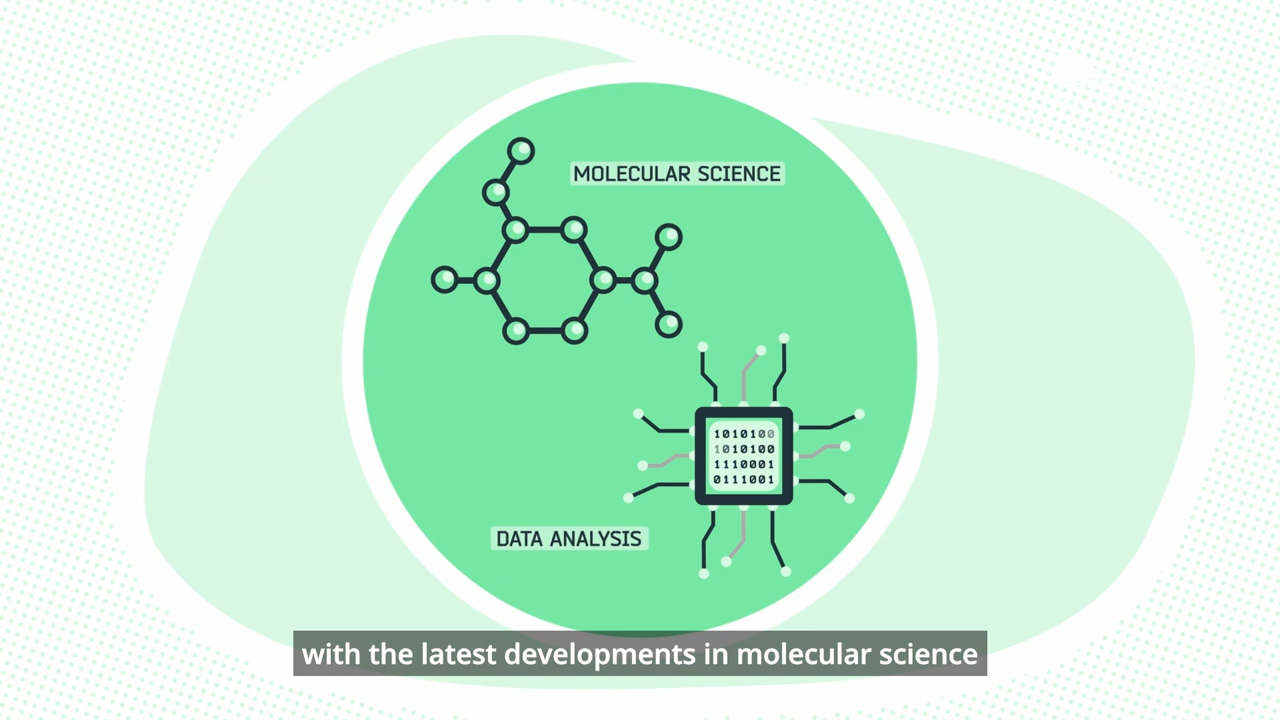 MOLECULAR SCIENCE
1010100
1010100
1110001
0111001
DATA ANALYSIS
with the latest developments in molecular science